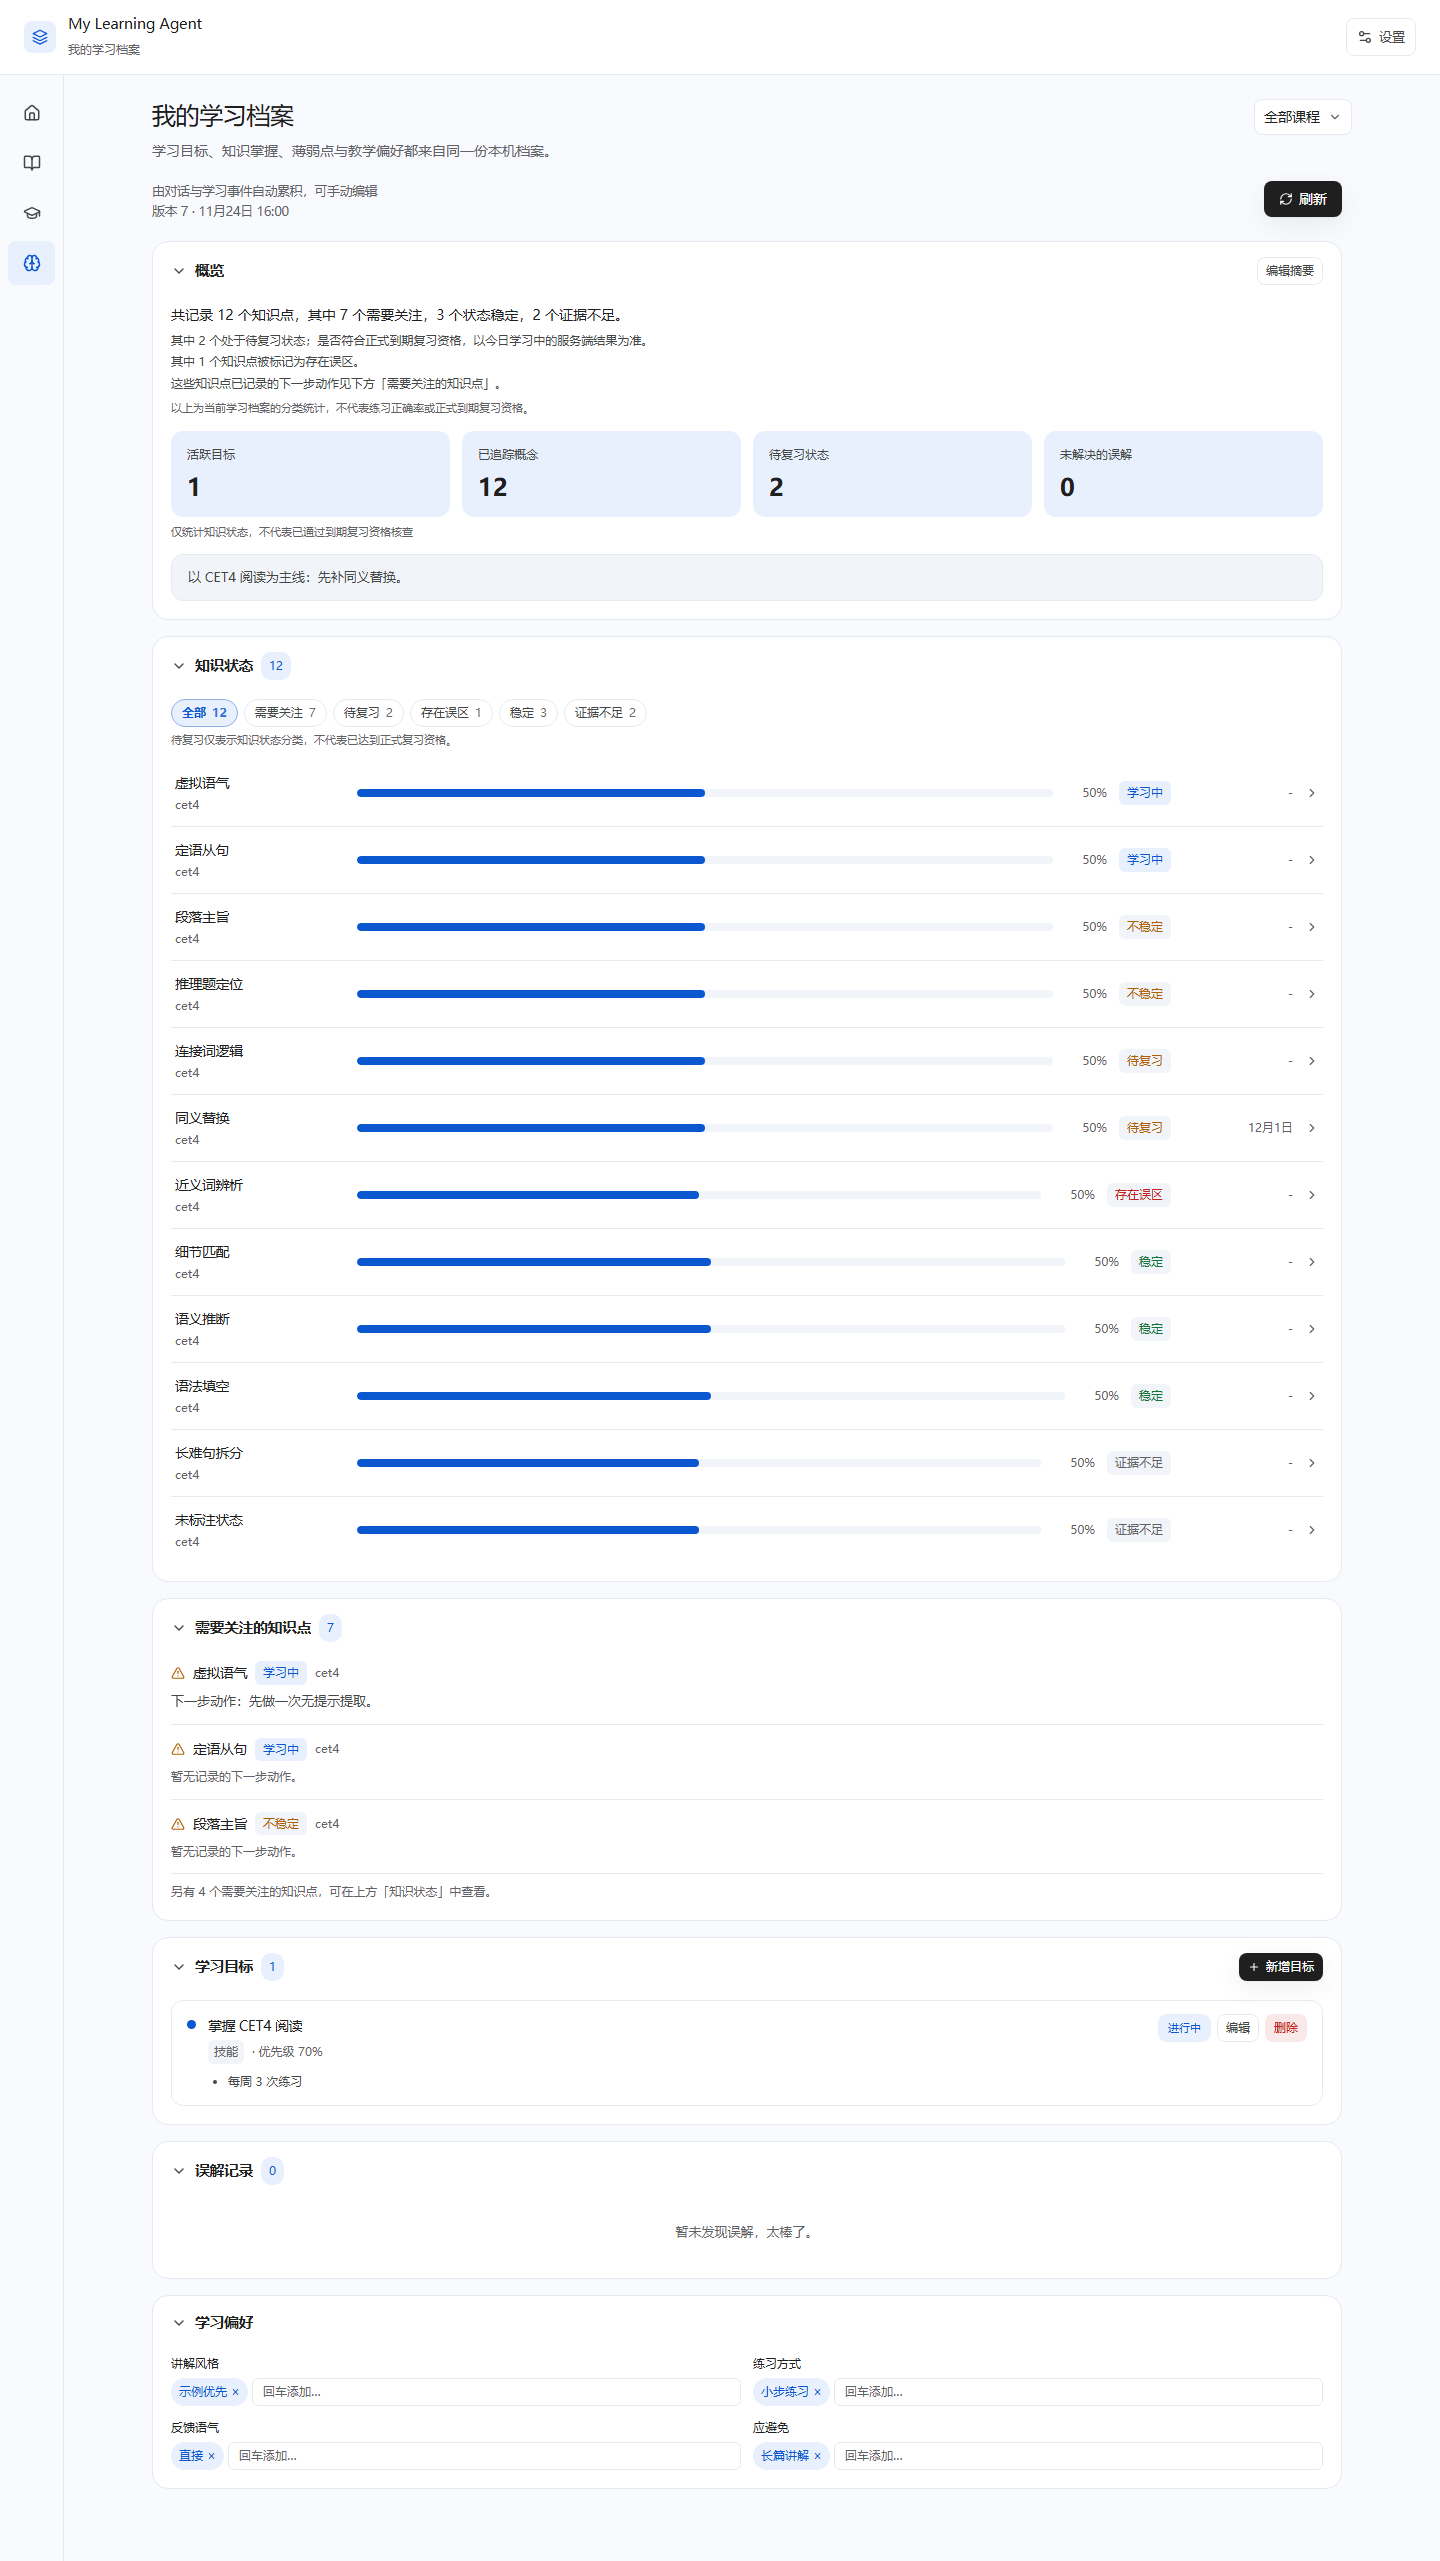 My Learning Agent
我的学习档案
设置
我的学习档案
全部课程
学习目标、知识掌握、薄弱点与教学偏好都来自同一份本机档案。
由对话与学习事件自动累积，可手动编辑
版本 7 · 11月24日 16:00
刷新
概览
编辑摘要
共记录 12 个知识点，其中 7 个需要关注，3 个状态稳定，2 个证据不足。
其中 2 个处于待复习状态；是否符合正式到期复习资格，以今日学习中的服务端结果为准。
其中 1 个知识点被标记为存在误区。
这些知识点已记录的下一步动作见下方「需要关注的知识点」。
以上为当前学习档案的分类统计，不代表练习正确率或正式到期复习资格。
活跃目标
1
已追踪概念
12
待复习状态
2
未解决的误解
0
仅统计知识状态，不代表已通过到期复习资格核查
以 CET4 阅读为主线：先补同义替换。
知识状态 12
全部 12 需要关注 7 待复习 2 存在误区 1 稳定 3 证据不足 2
待复习仅表示知识状态分类，不代表已达到正式复习资格。
虚拟语气
cet4
50% 学习中 -
定语从句
cet4
50% 学习中 -
段落主旨
cet4
50% 不稳定 -
推理题定位
cet4
50% 不稳定 -
连接词逻辑
cet4
50% 待复习 -
同义替换
cet4
50% 待复习 12月1日
近义词辨析
cet4
50% 存在误区 -
细节匹配
cet4
50% 稳定 -
语义推断
cet4
50% 稳定 -
语法填空
cet4
50% 稳定 -
长难句拆分
cet4
50% 证据不足 -
未标注状态
cet4
50% 证据不足 -
需要关注的知识点 7
虚拟语气 学习中 cet4
下一步动作：先做一次无提示提取。
定语从句 学习中 cet4
暂无记录的下一步动作。
段落主旨 不稳定 cet4
暂无记录的下一步动作。
另有 4 个需要关注的知识点，可在上方「知识状态」中查看。
学习目标 1
+ 新增目标
掌握 CET4 阅读
进行中 编辑 删除
技能 · 优先级 70%
• 每周 3 次练习
误解记录 0
暂未发现误解，太棒了。
学习偏好
讲解风格
示例优先 × 回车添加...
练习方式
小步练习 × 回车添加...
反馈语气
直接 × 回车添加...
应避免
长篇讲解 × 回车添加...